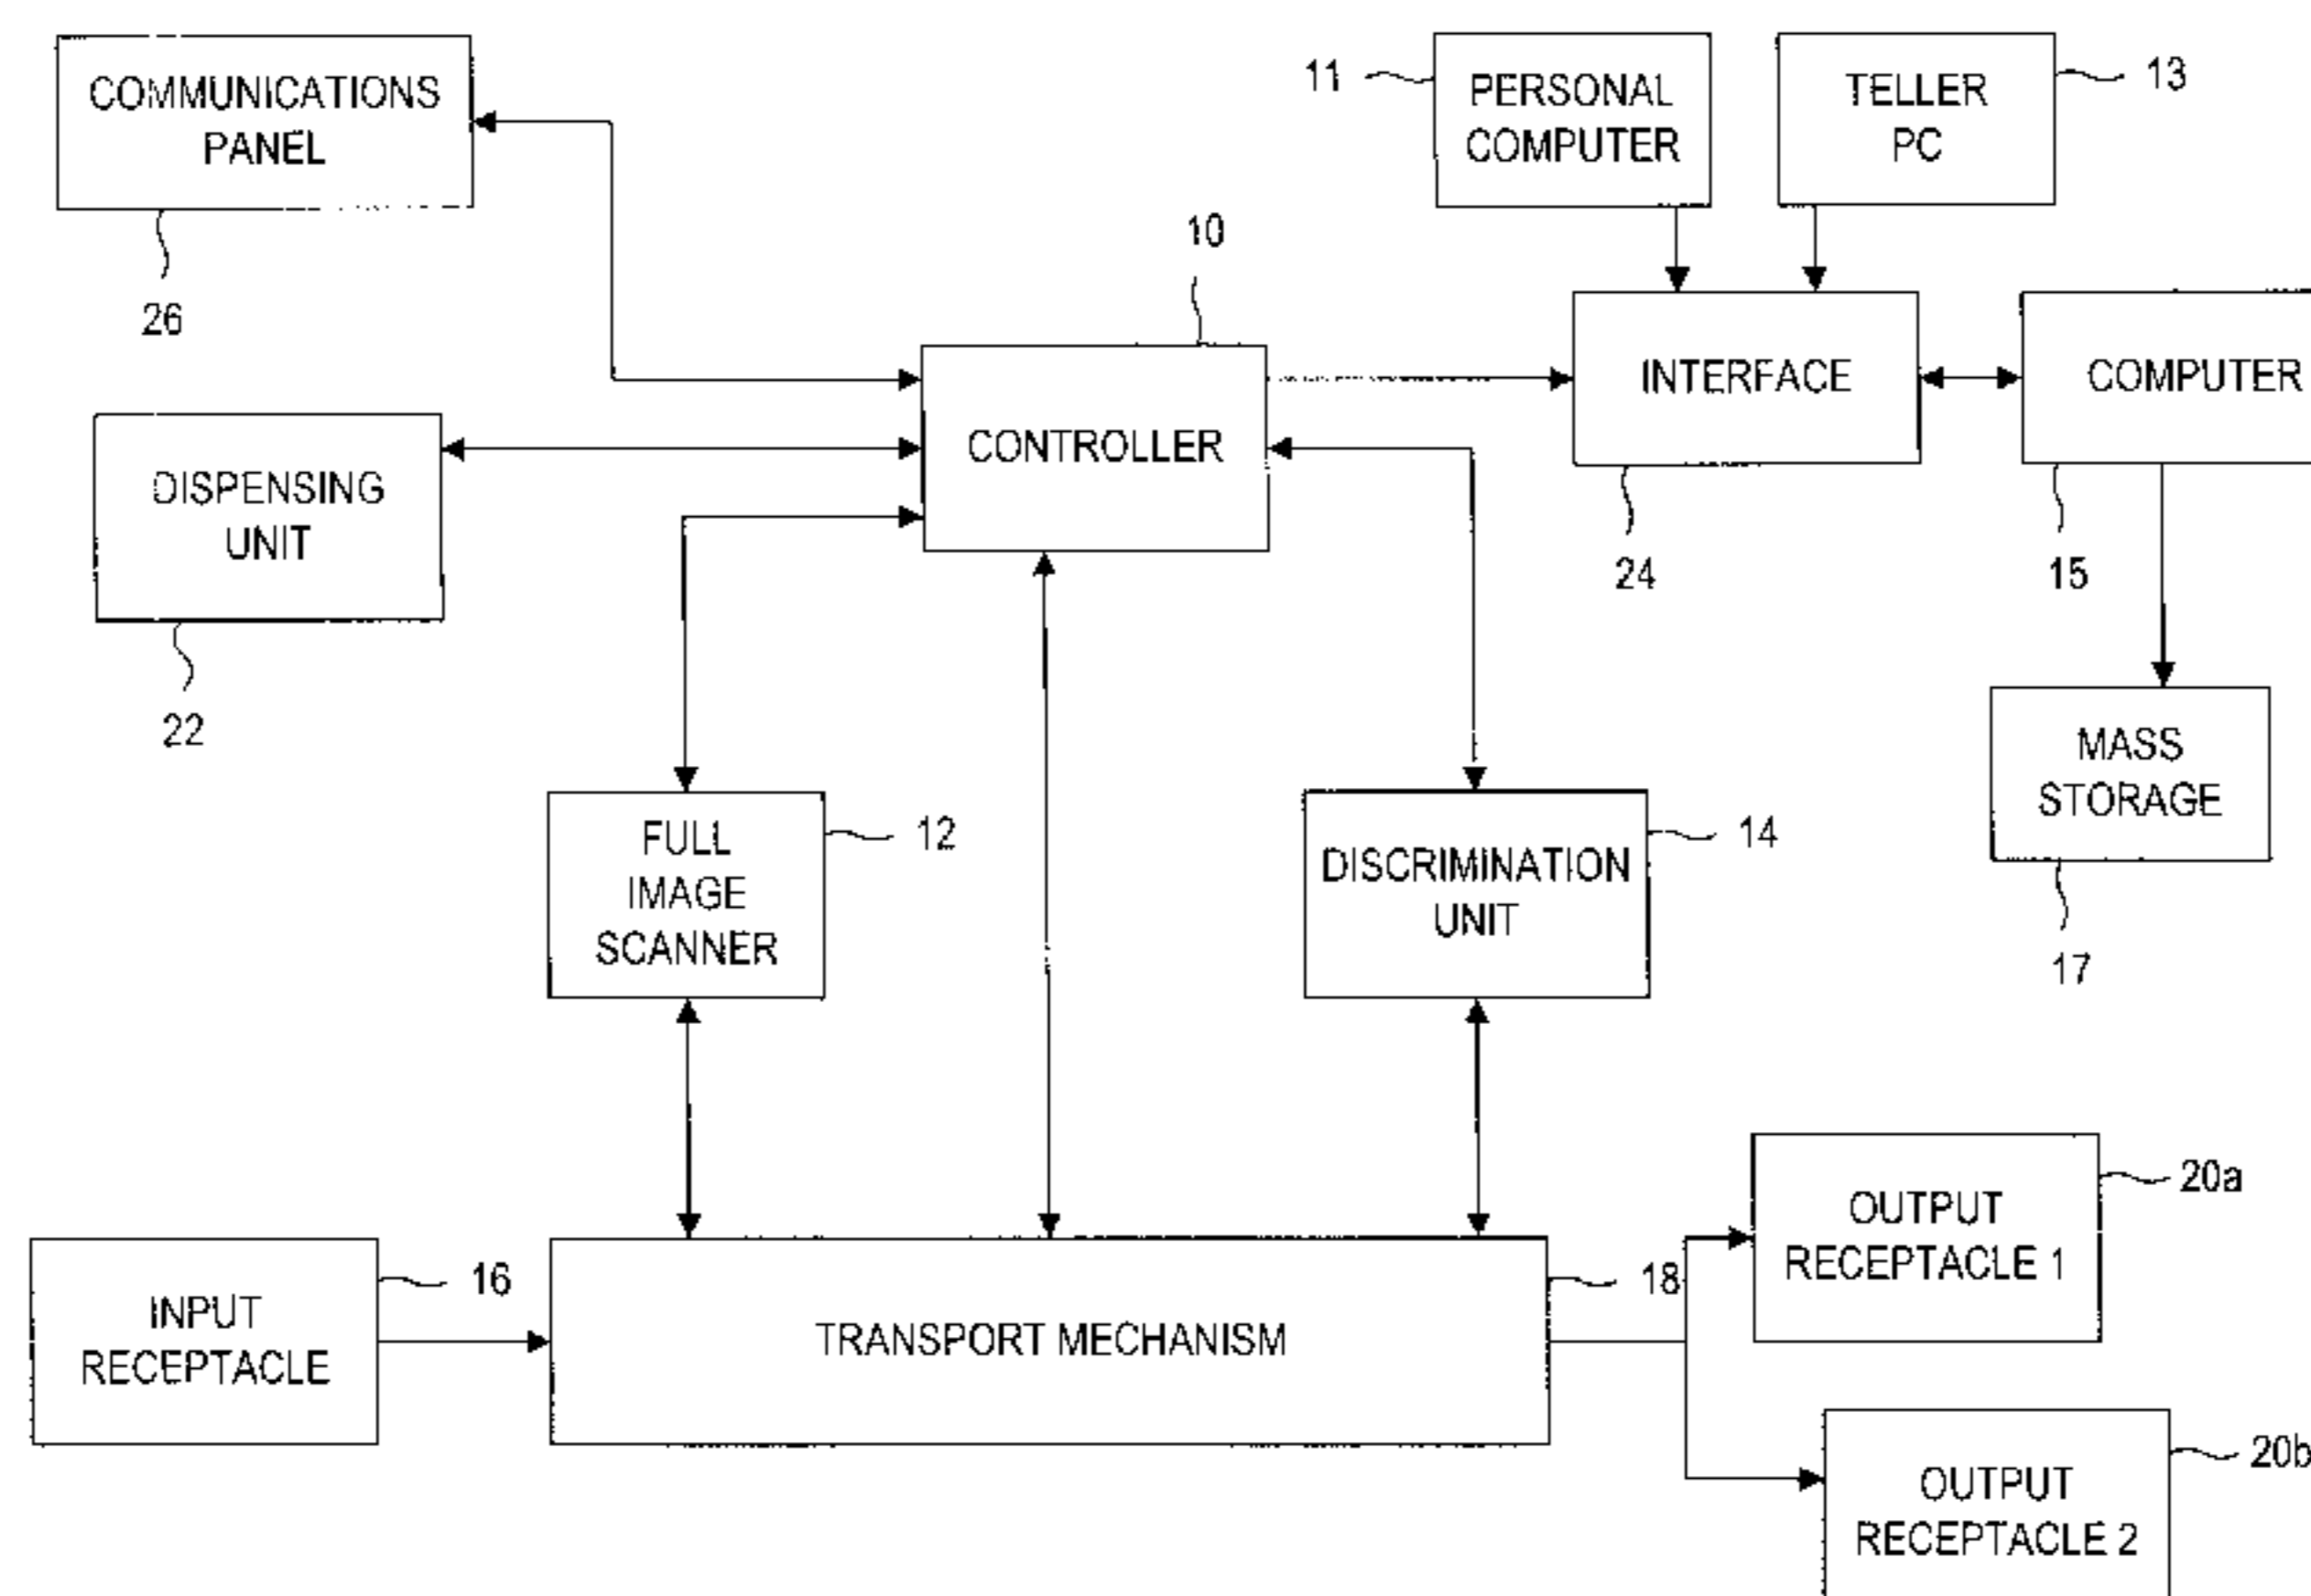 COMMUNICATIONS
PANEL
26
11
PERSONAL
COMPUTER
TELLER
PC
13
10
CONTROLLER
INTERFACE
24
COMPUTER
15
DISPENSING
UNIT
22
MASS
STORAGE
17
FULL
IMAGE
SCANNER
12
DISCRIMINATION
UNIT
14
INPUT
RECEPTACLE
16
TRANSPORT MECHANISM
18
OUTPUT
RECEPTACLE 1
20a
OUTPUT
RECEPTACLE 2
20b